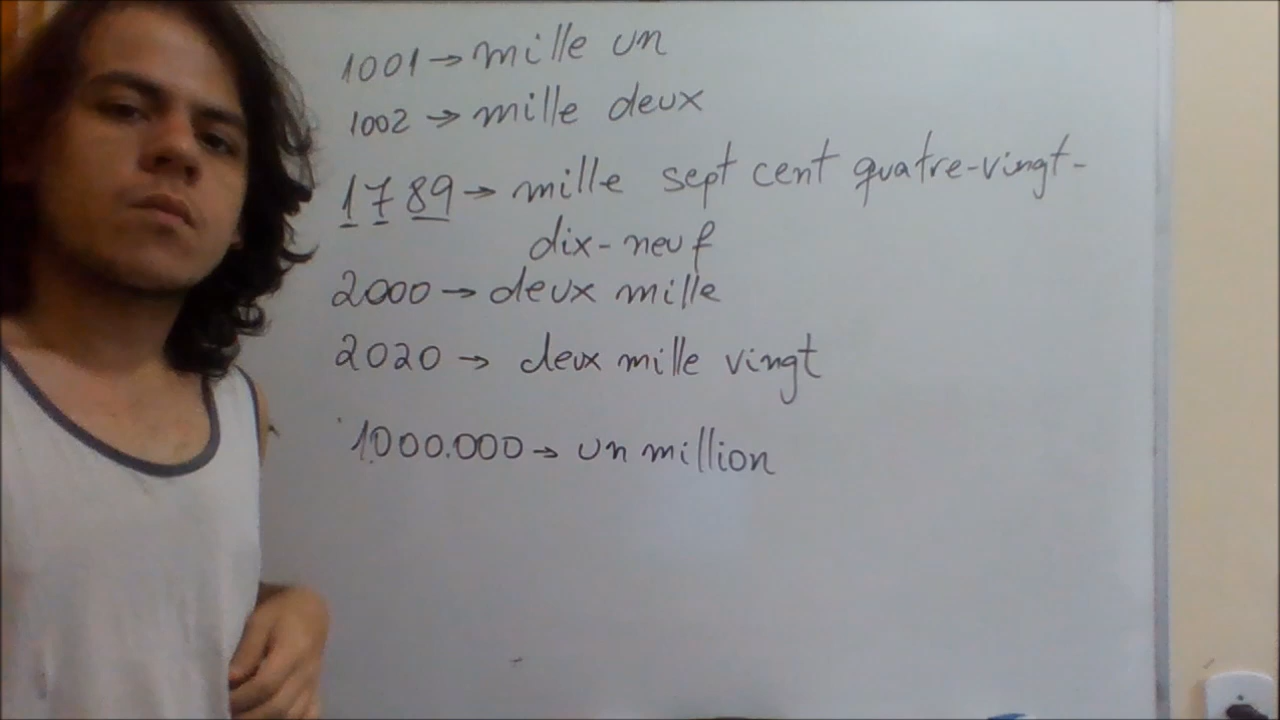 1001 → mille un
1002 → mille deux
1789 → mille sept cent quatre-vingt-
dix-neuf
2000 → deux mille
2020 → deux mille vingt
1.000.000 → un million